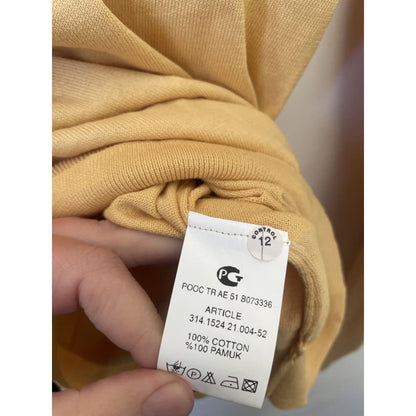 CONTROL
12
PG
POOC TR AE 51 B073336
ARTICLE
314.1524 21.004-52
100% COTTON
%100 PAMUK
P